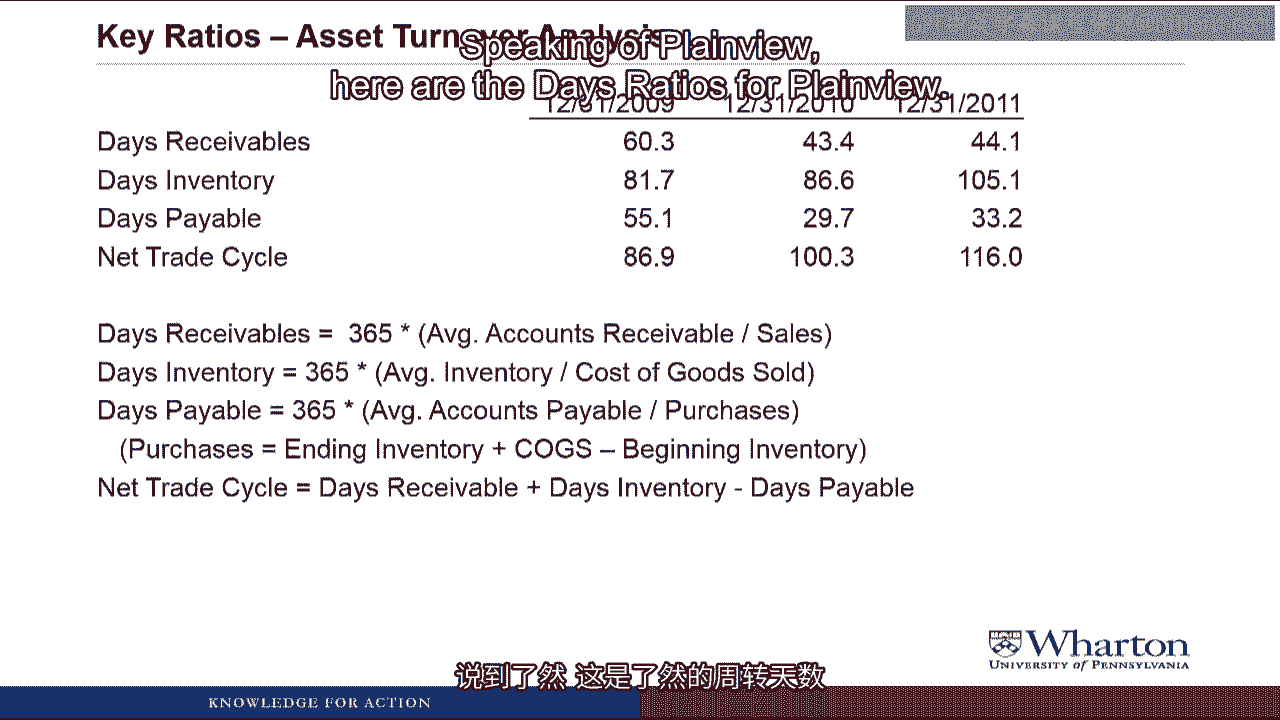 Key Ratios – Asset Turnover Analysis
Speaking of Plainview,
here are the Days Ratios for Plainview.
12/31/2009 12/31/2010 12/31/2011
Days Receivables 60.3 43.4 44.1
Days Inventory 81.7 86.6 105.1
Days Payable 55.1 29.7 33.2
Net Trade Cycle 86.9 100.3 116.0
Days Receivables = 365 * (Avg. Accounts Receivable / Sales)
Days Inventory = 365 * (Avg. Inventory / Cost of Goods Sold)
Days Payable = 365 * (Avg. Accounts Payable / Purchases)
(Purchases = Ending Inventory + COGS – Beginning Inventory)
Net Trade Cycle = Days Receivable + Days Inventory - Days Payable
Wharton
UNIVERSITY of PENNSYLVANIA
说到了然 这是了然的周转天数
KNOWLEDGE FOR ACTION